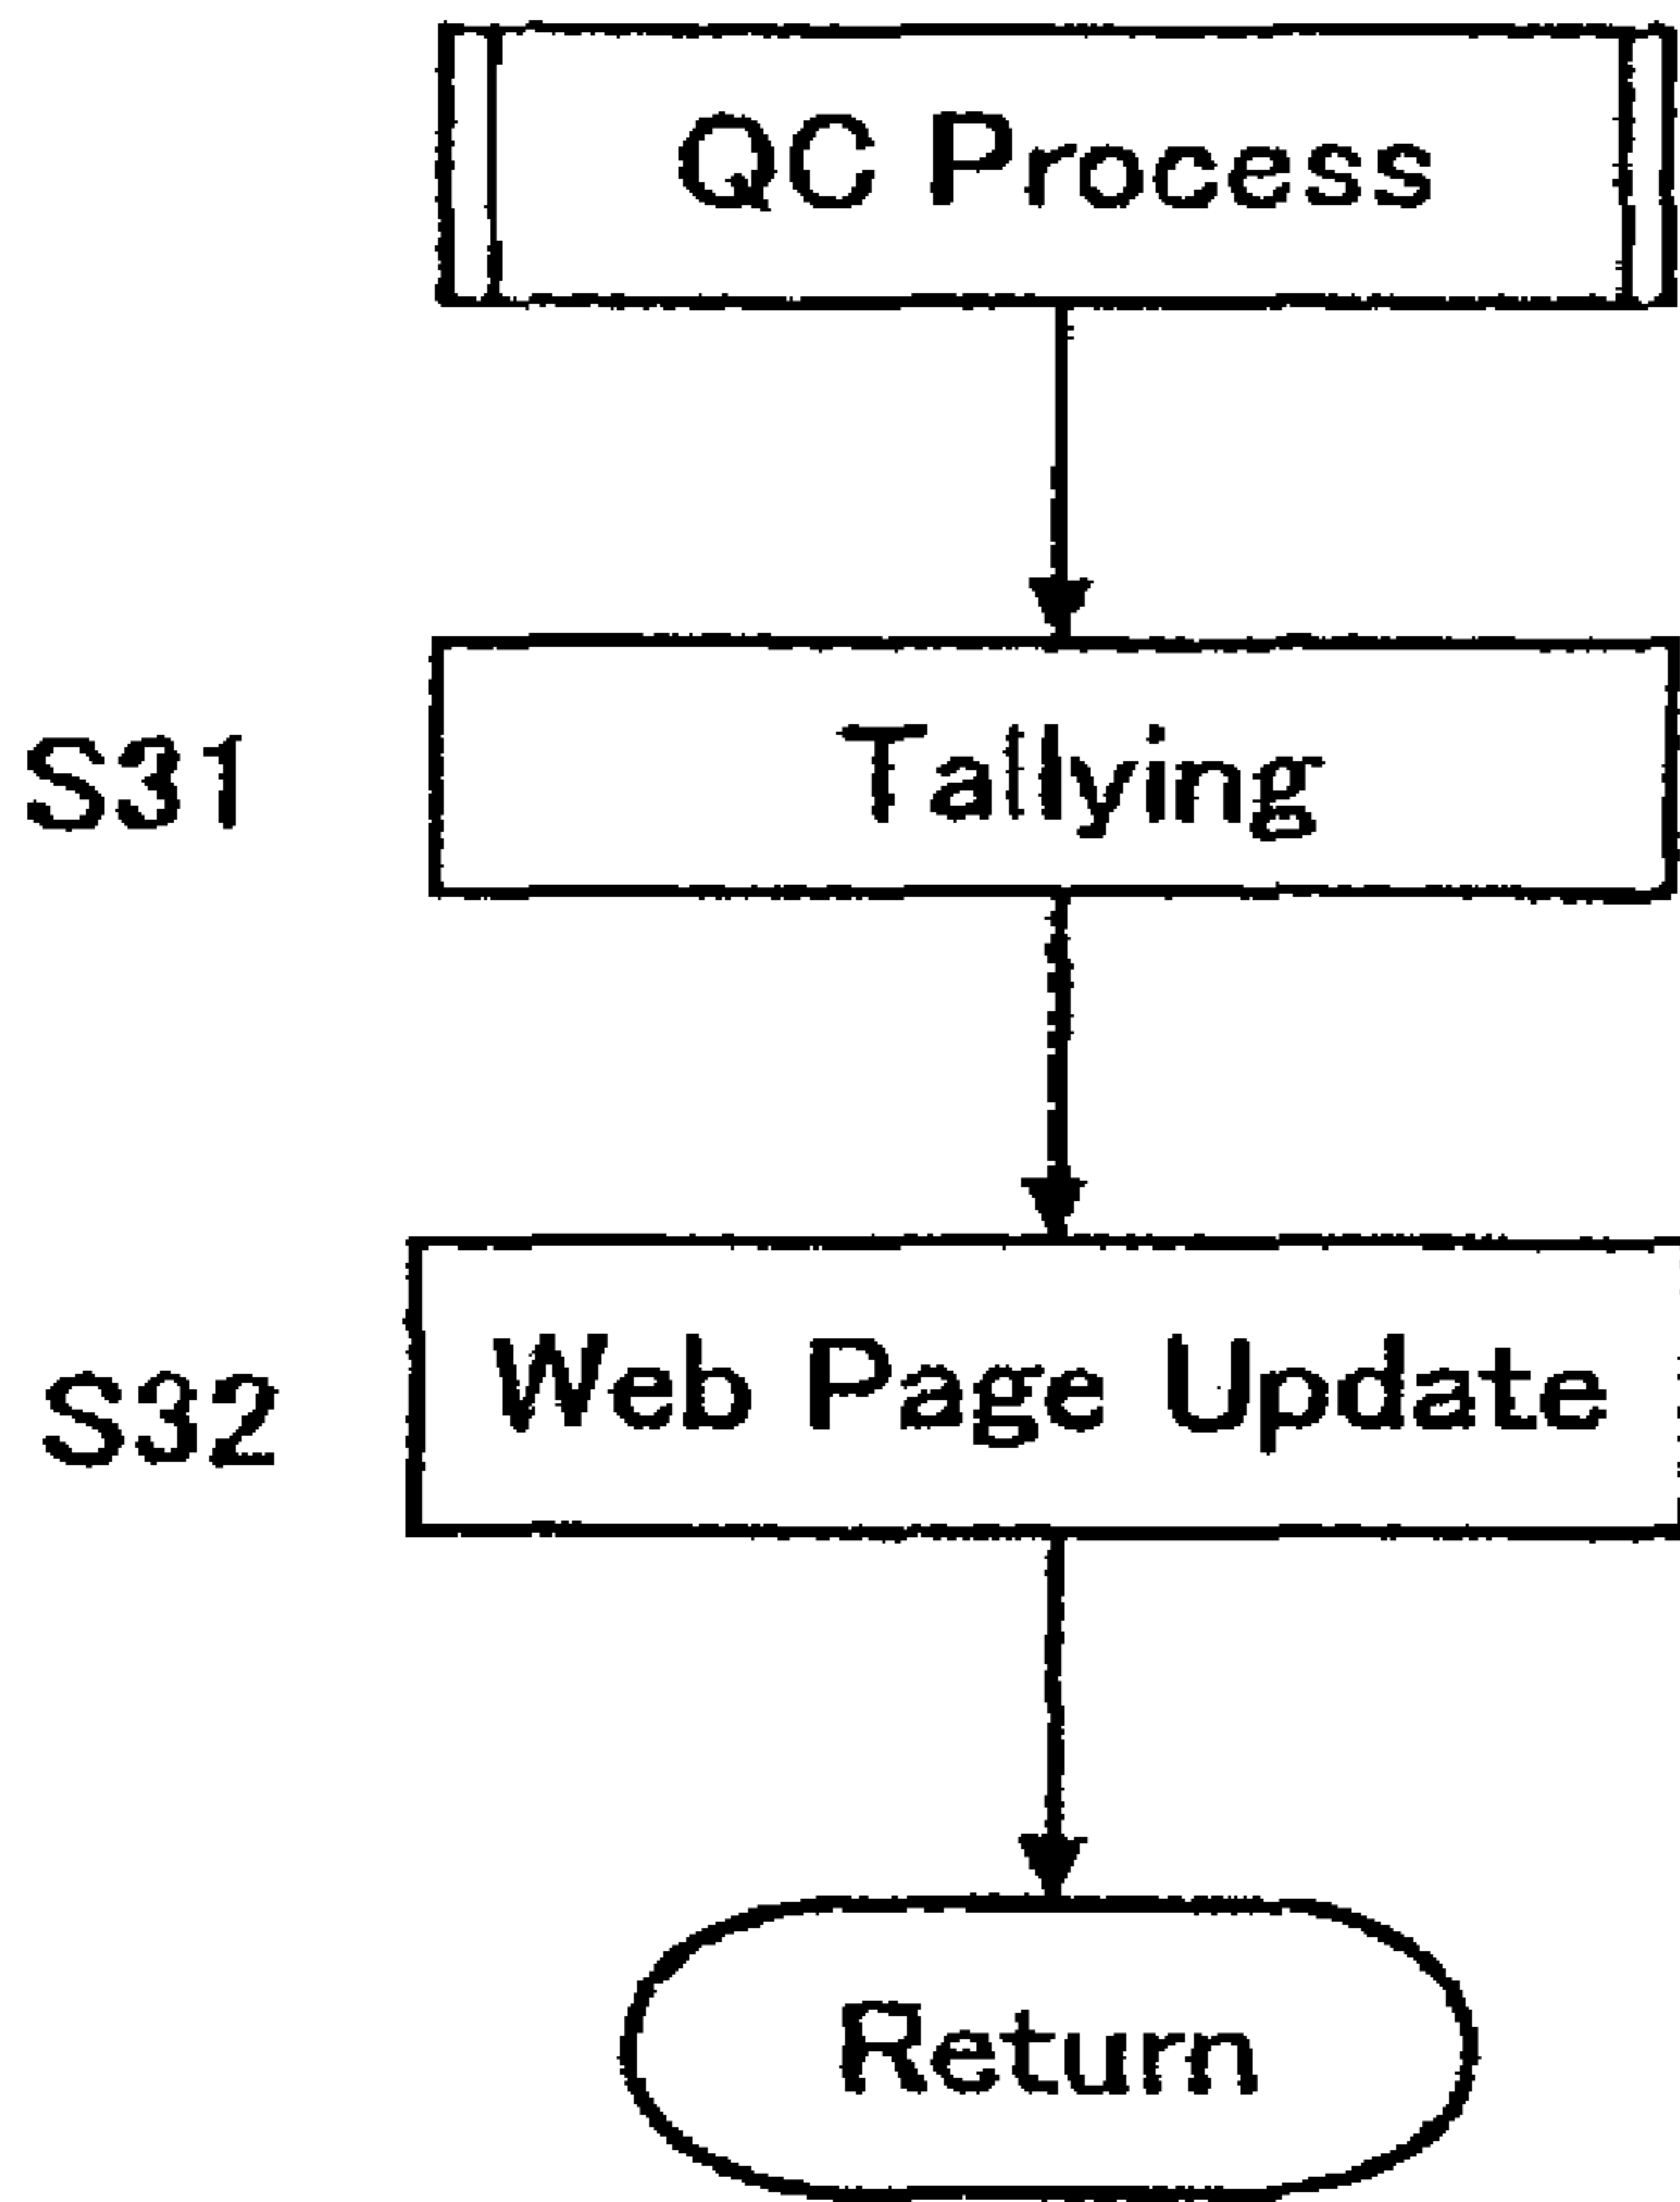 QC Process
S31 Tallying
S32 Web Page Update
Return